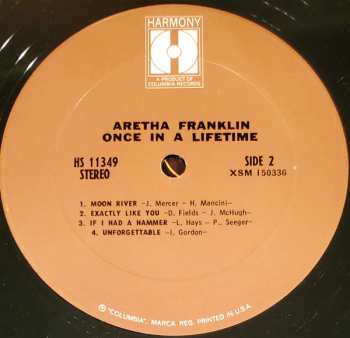 HARMONY
H
A PRODUCT OF
COLUMBIA RECORDS
ARETHA FRANKLIN
ONCE IN A LIFETIME
HS 11349 SIDE 2
STEREO XSM 150336
1. MOON RIVER -J. Mercer - H. Mancini-
2. EXACTLY LIKE YOU -D. Fields - J. McHugh-
3. IF I HAD A HAMMER -L. Hays - P. Seeger-
4. UNFORGETTABLE -I. Gordon-
® "COLUMBIA". MARCA REG. PRINTED IN U.S.A.